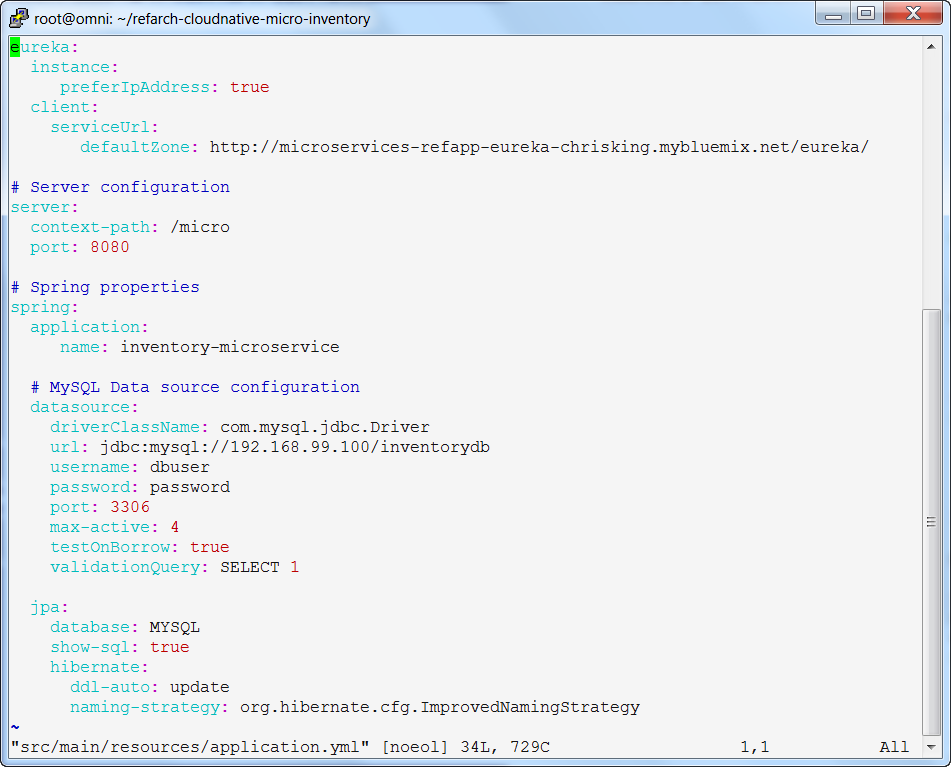 root@omni: ~/refarch-cloudnative-micro-inventory
eureka:
  instance:
     preferIpAddress: true
  client:
    serviceUrl:
       defaultZone: http://microservices-refapp-eureka-chrisking.mybluemix.net/eureka/

# Server configuration
server:
  context-path: /micro
  port: 8080

# Spring properties
spring:
  application:
     name: inventory-microservice

  # MySQL Data source configuration
  datasource:
    driverClassName: com.mysql.jdbc.Driver
    url: jdbc:mysql://192.168.99.100/inventorydb
    username: dbuser
    password: password
    port: 3306
    max-active: 4
    testOnBorrow: true
    validationQuery: SELECT 1

  jpa:
    database: MYSQL
    show-sql: true
    hibernate:
      ddl-auto: update
      naming-strategy: org.hibernate.cfg.ImprovedNamingStrategy
~
"src/main/resources/application.yml" [noeol] 34L, 729C 1,1 All